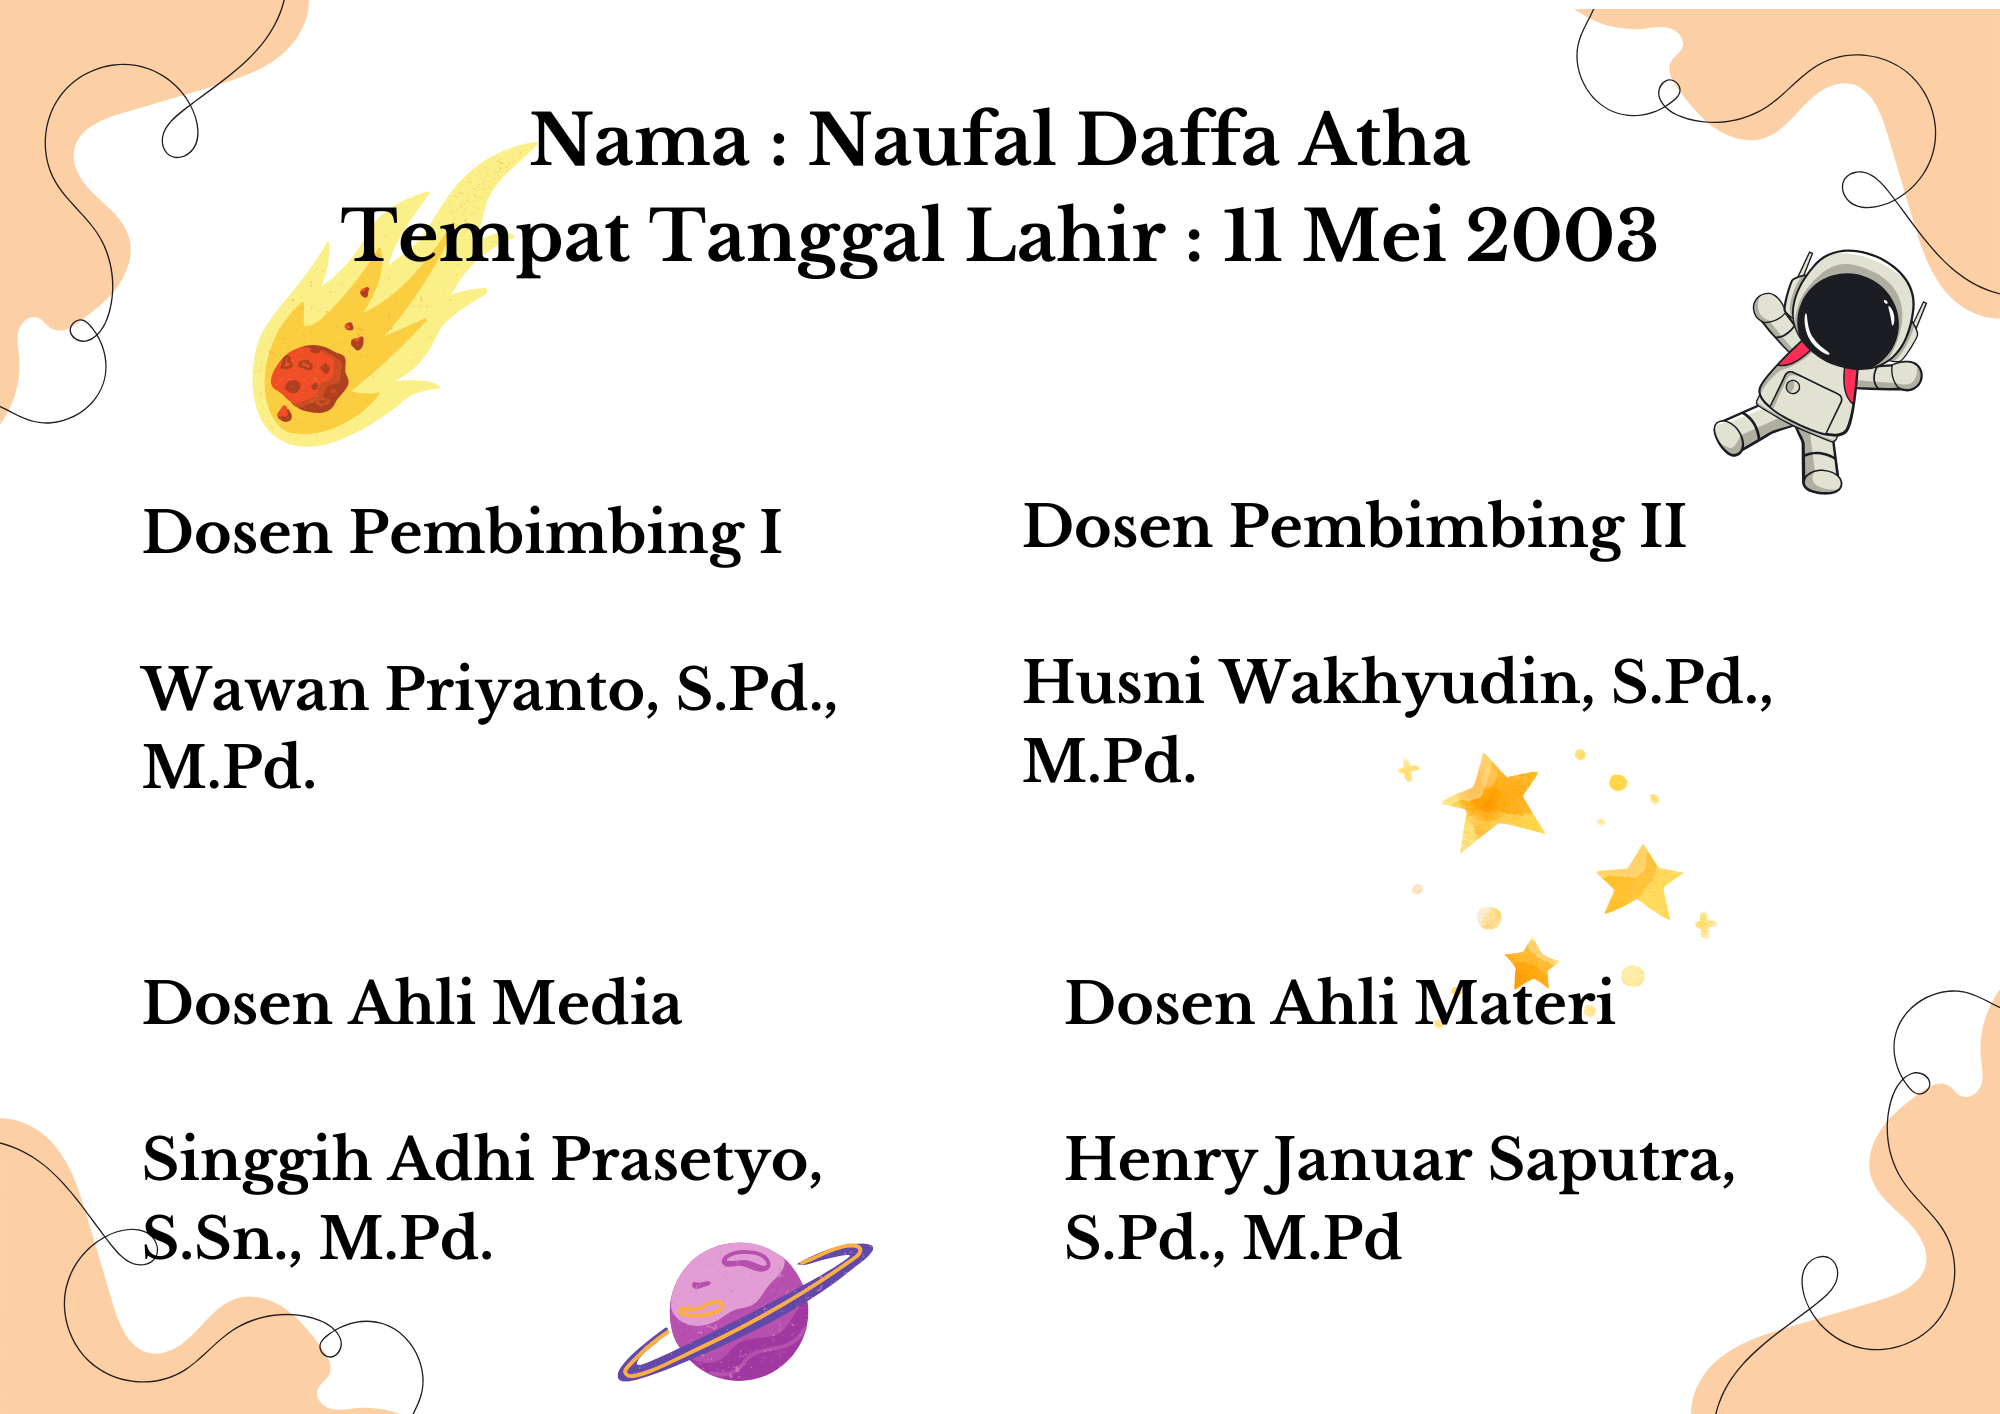 Nama : Naufal Daffa Atha
Tempat Tanggal Lahir : 11 Mei 2003
Dosen Pembimbing I
Wawan Priyanto, S.Pd.,
M.Pd.
Dosen Pembimbing II
Husni Wakhyudin, S.Pd.,
M.Pd.
Dosen Ahli Media
Singgih Adhi Prasetyo,
S.Sn., M.Pd.
Dosen Ahli Materi
Henry Januar Saputra,
S.Pd., M.Pd